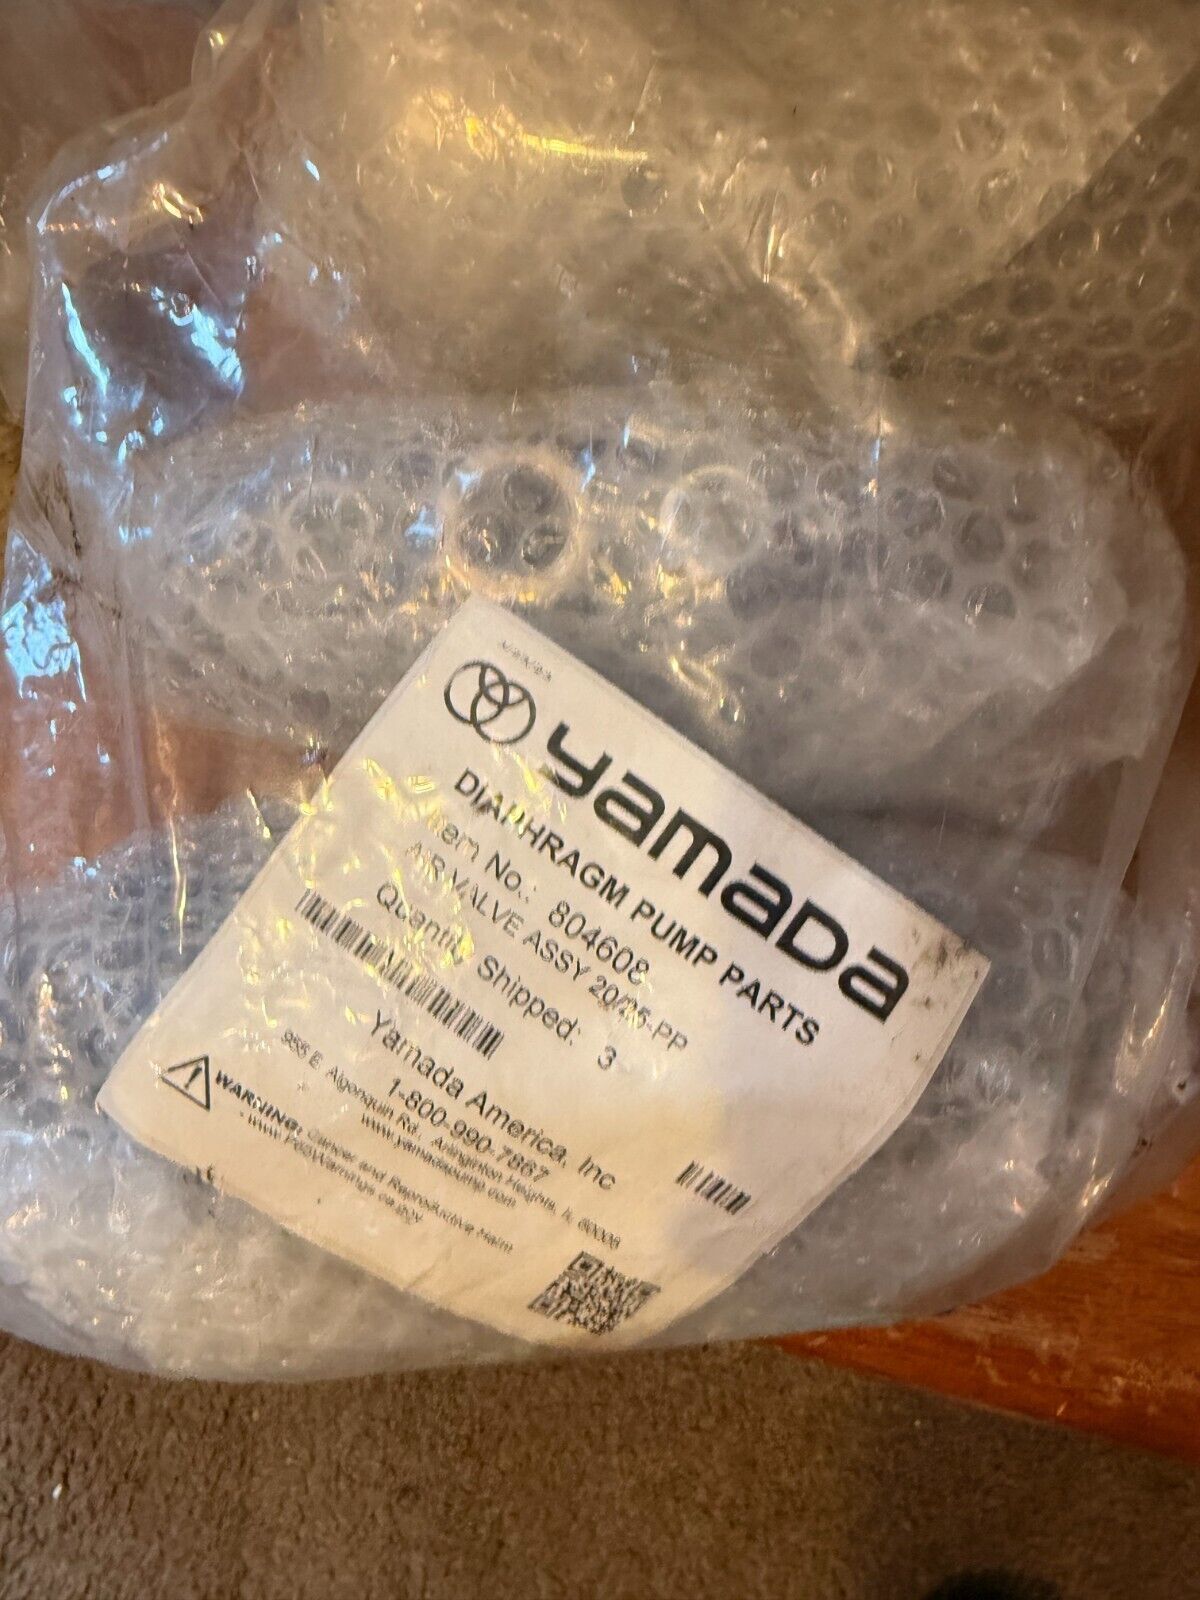 yamada
DIAPHRAGM PUMP PARTS
Item No.: 804608
AIR VALVE ASSY 20/25-PP
Quantity Shipped: 3
Yamada America, Inc
1-800-990-7867
955 E. Algonquin Rd., Arlinginton Heights, IL 60006
www.yamadapump.com
WARNING: Cancer and Reproductive Harm
- www.P65Warnings.ca.gov